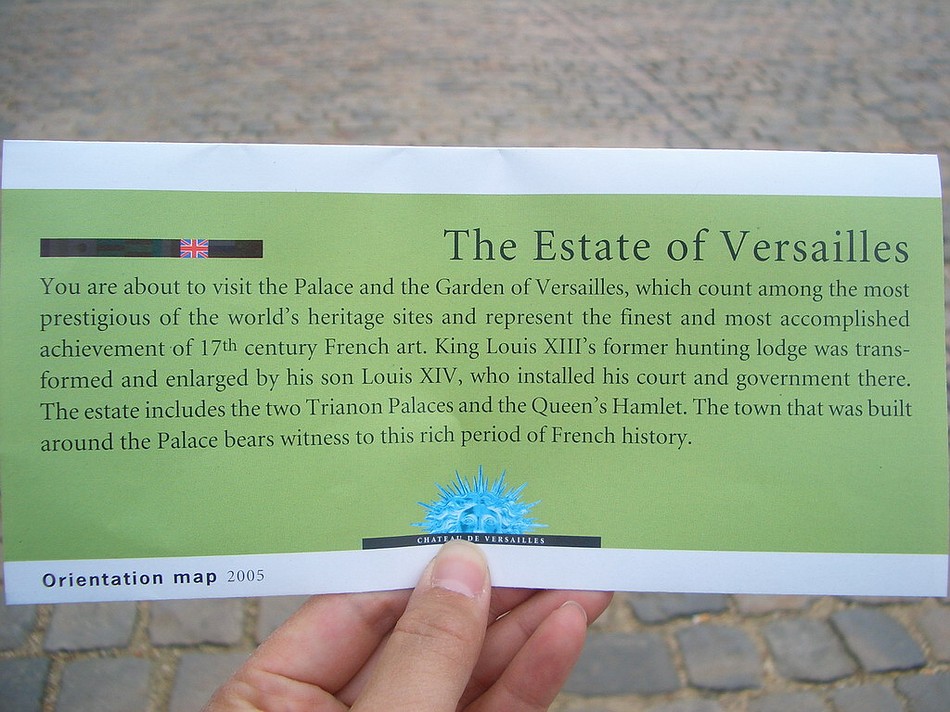 The Estate of Versailles
You are about to visit the Palace and the Garden of Versailles, which count among the most
prestigious of the world's heritage sites and represent the finest and most accomplished
achievement of 17th century French art. King Louis XIII's former hunting lodge was trans-
formed and enlarged by his son Louis XIV, who installed his court and government there.
The estate includes the two Trianon Palaces and the Queen's Hamlet. The town that was built
around the Palace bears witness to this rich period of French history.
CHATEAU DE VERSAILLES
Orientation map 2005